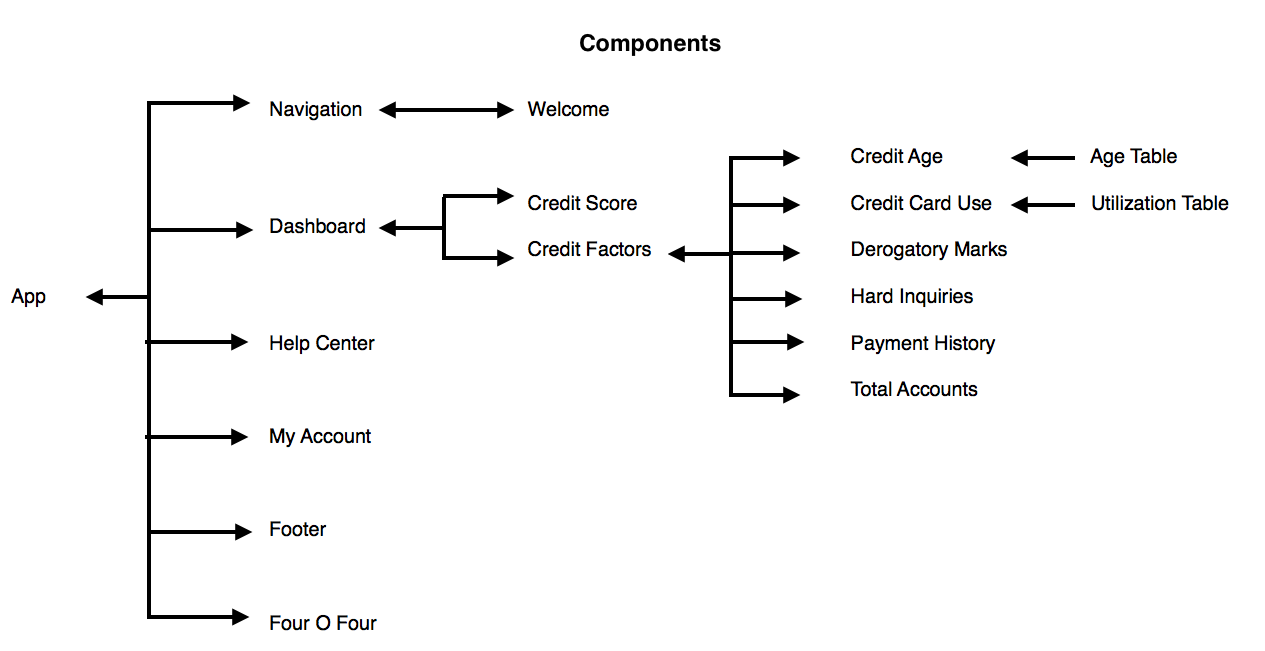 Components
Navigation
Welcome
Credit Age
Age Table
Credit Card Use
Utilization Table
Dashboard
Credit Score
Credit Factors
Derogatory Marks
App
Hard Inquiries
Help Center
Payment History
Total Accounts
My Account
Footer
Four O Four